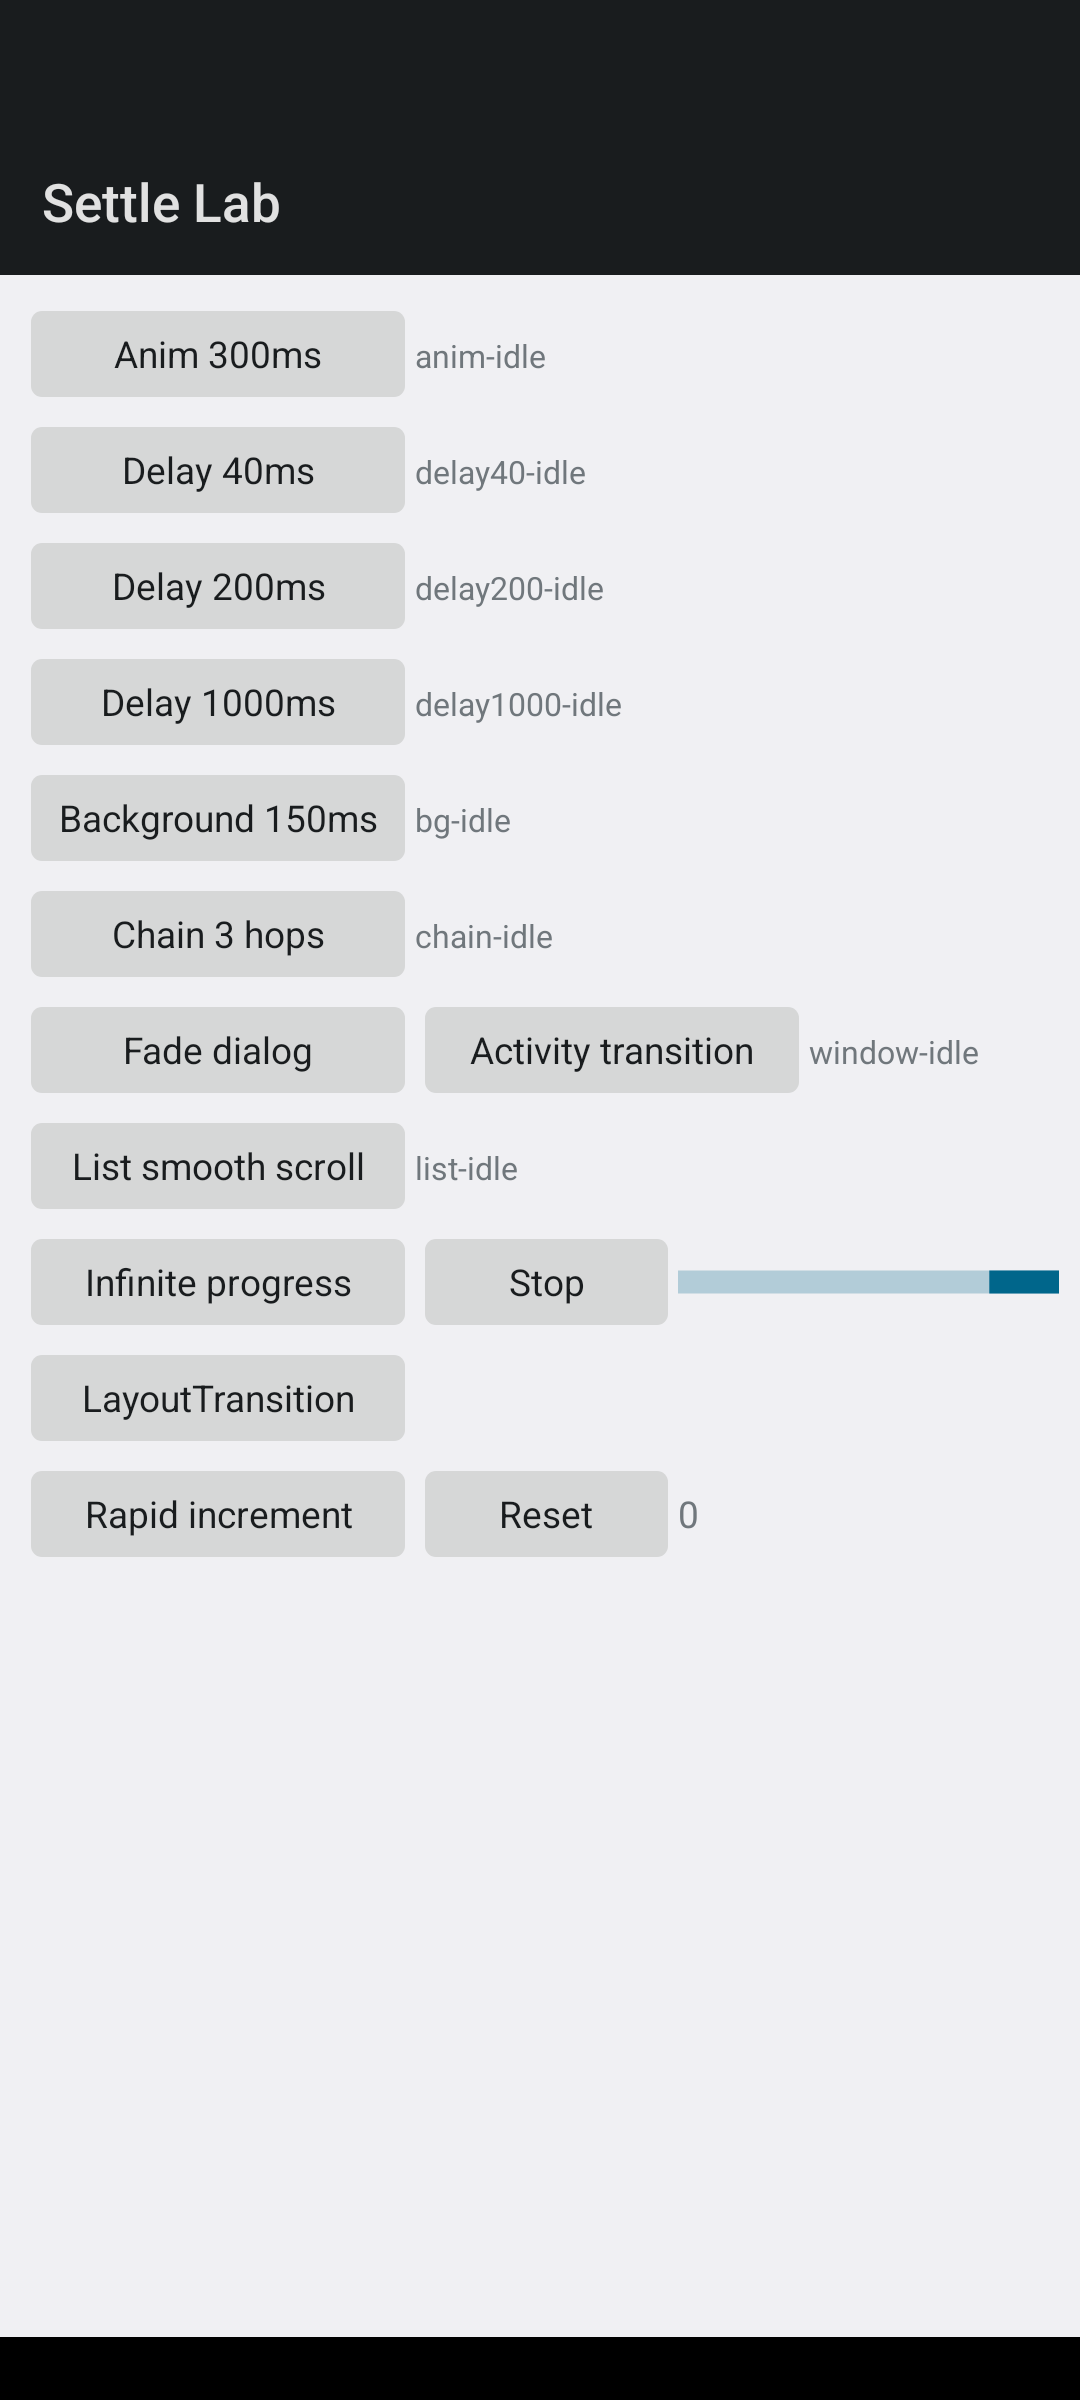 Settle Lab
Anim 300ms anim-idle
Delay 40ms delay40-idle
Delay 200ms delay200-idle
Delay 1000ms delay1000-idle
Background 150ms bg-idle
Chain 3 hops chain-idle
Fade dialog Activity transition window-idle
List smooth scroll list-idle
Infinite progress Stop
LayoutTransition
Rapid increment Reset 0